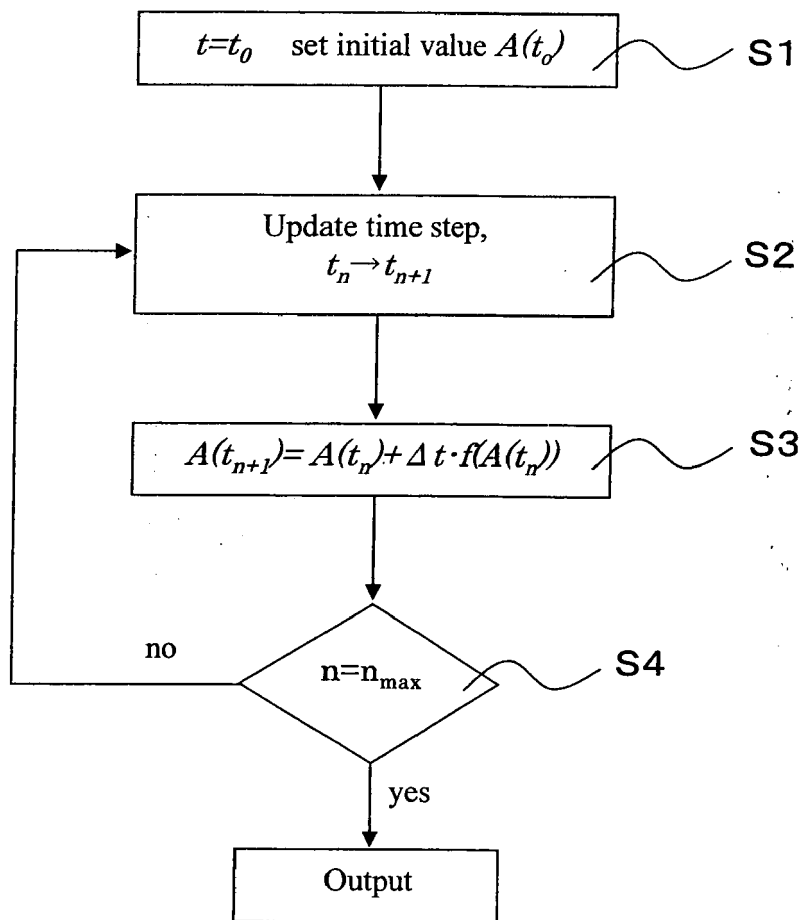 t=t₀ set initial value A(tₒ)
S1
Update time step,
tₙ→tₙ₊₁
S2
A(tₙ₊₁)= A(tₙ)+Δt·f(A(tₙ))
S3
no
n=nₘₐₓ
S4
yes
Output